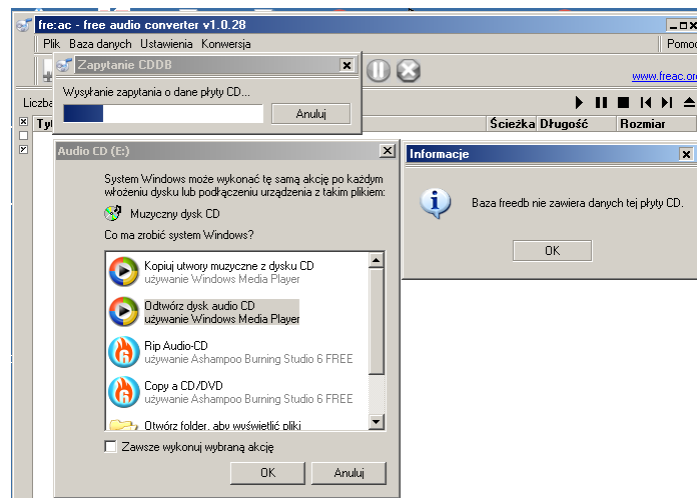 fre:ac - free audio converter v1.0.28
Plik Baza danych Ustawienia Konwersja
Pomoc
Zapytanie CDDB
Wysyłanie zapytania o dane płyty CD...
Anuluj
www.freac.org
Ścieżka Długość Rozmiar
Audio CD (E:)
System Windows może wykonać tę samą akcję po każdym
włożeniu dysku lub podłączeniu urządzenia z takim plikiem:
Muzyczny dysk CD
Co ma zrobić system Windows?
Kopiuj utwory muzyczne z dysku CD
używanie Windows Media Player
Odtwórz dysk audio CD
używanie Windows Media Player
Rip Audio-CD
używanie Ashampoo Burning Studio 6 FREE
Copy a CD/DVD
używanie Ashampoo Burning Studio 6 FREE
Otwórz folder, aby wyświetlić pliki
Zawsze wykonuj wybraną akcję
OK
Anuluj
Informacje
Baza freedb nie zawiera danych tej płyty CD.
OK